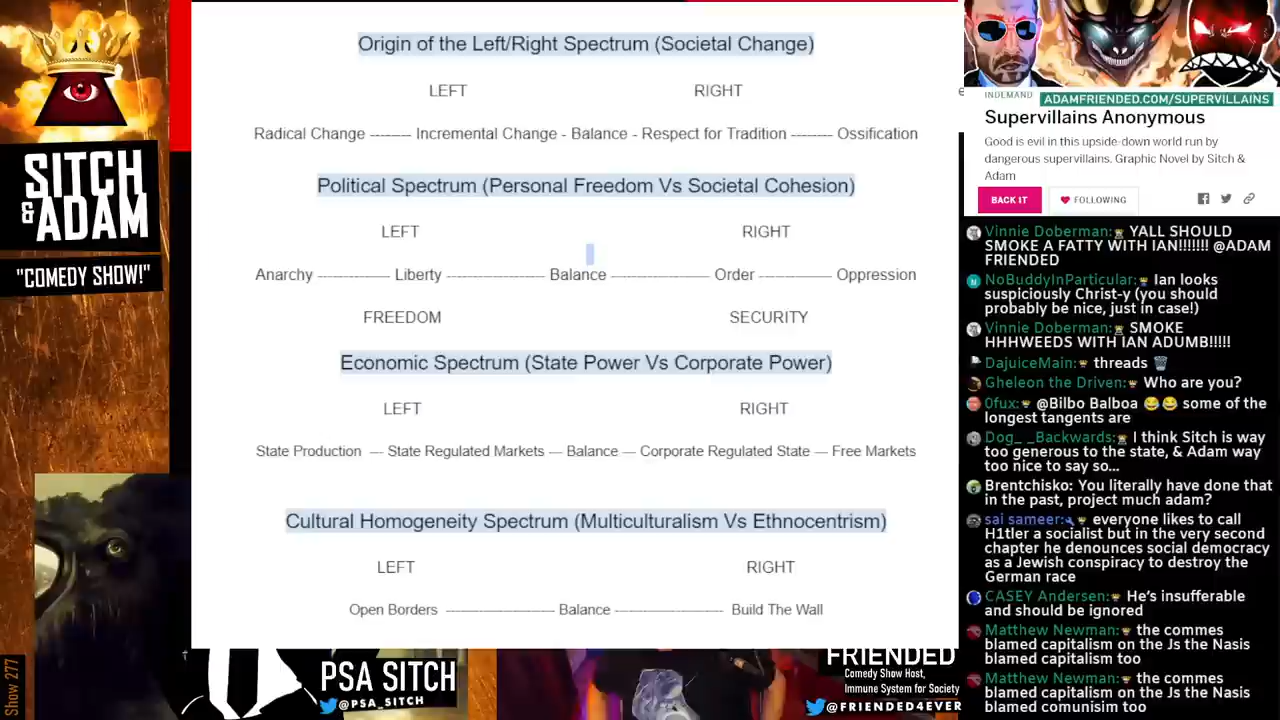 SITCH
& ADAM
"COMEDY SHOW!"
Show 277
Origin of the Left/Right Spectrum (Societal Change)
LEFT RIGHT
Radical Change ------- Incremental Change - Balance - Respect for Tradition ------- Ossification
Political Spectrum (Personal Freedom Vs Societal Cohesion)
LEFT RIGHT
Anarchy ------------- Liberty ----------------- Balance ----------------- Order ------------- Oppression
FREEDOM SECURITY
Economic Spectrum (State Power Vs Corporate Power)
LEFT RIGHT
State Production --- State Regulated Markets --- Balance --- Corporate Regulated State --- Free Markets
Cultural Homogeneity Spectrum (Multiculturalism Vs Ethnocentrism)
LEFT RIGHT
Open Borders ------------------- Balance ------------------- Build The Wall
PSA SITCH
@PSA_SITCH
FRIENDED
Comedy Show Host,
Immune System for Society
@FRIENDED4EVER
INDEMAND
ADAMFRIENDED.COM/SUPERVILLAINS
Supervillains Anonymous
Good is evil in this upside-down world run by
dangerous supervillains. Graphic Novel by Sitch &
Adam
BACK IT FOLLOWING
Vinnie Doberman: YALL SHOULD
SMOKE A FATTY WITH IAN!!!!!!! @ADAM
FRIENDED
NoBuddyInParticular: Ian looks
suspiciously Christ-y (you should
probably be nice, just in case!)
Vinnie Doberman: SMOKE
HHHWEEDS WITH IAN ADUMB!!!!!
DajuiceMain: threads 🗑️
Gheleon the Driven: Who are you?
0fux: @Bilbo Balboa 😂😂 some of the
longest tangents are
Dog_ _Backwards: I think Sitch is way
too generous to the state, & Adam way
too nice to say so...
Brentchisko: You literally have done that
in the past, project much adam?
sai sameer: everyone likes to call
H1tler a socialist but in the very second
chapter he denounces social democracy
as a Jewish conspiracy to destroy the
German race
CASEY Andersen: He's insufferable
and should be ignored
Matthew Newman: the commes
blamed capitalism on the Js the Nasis
blamed capitalism too
Matthew Newman: the commes
blamed capitalism on the Js the Nasis
blamed comunism too